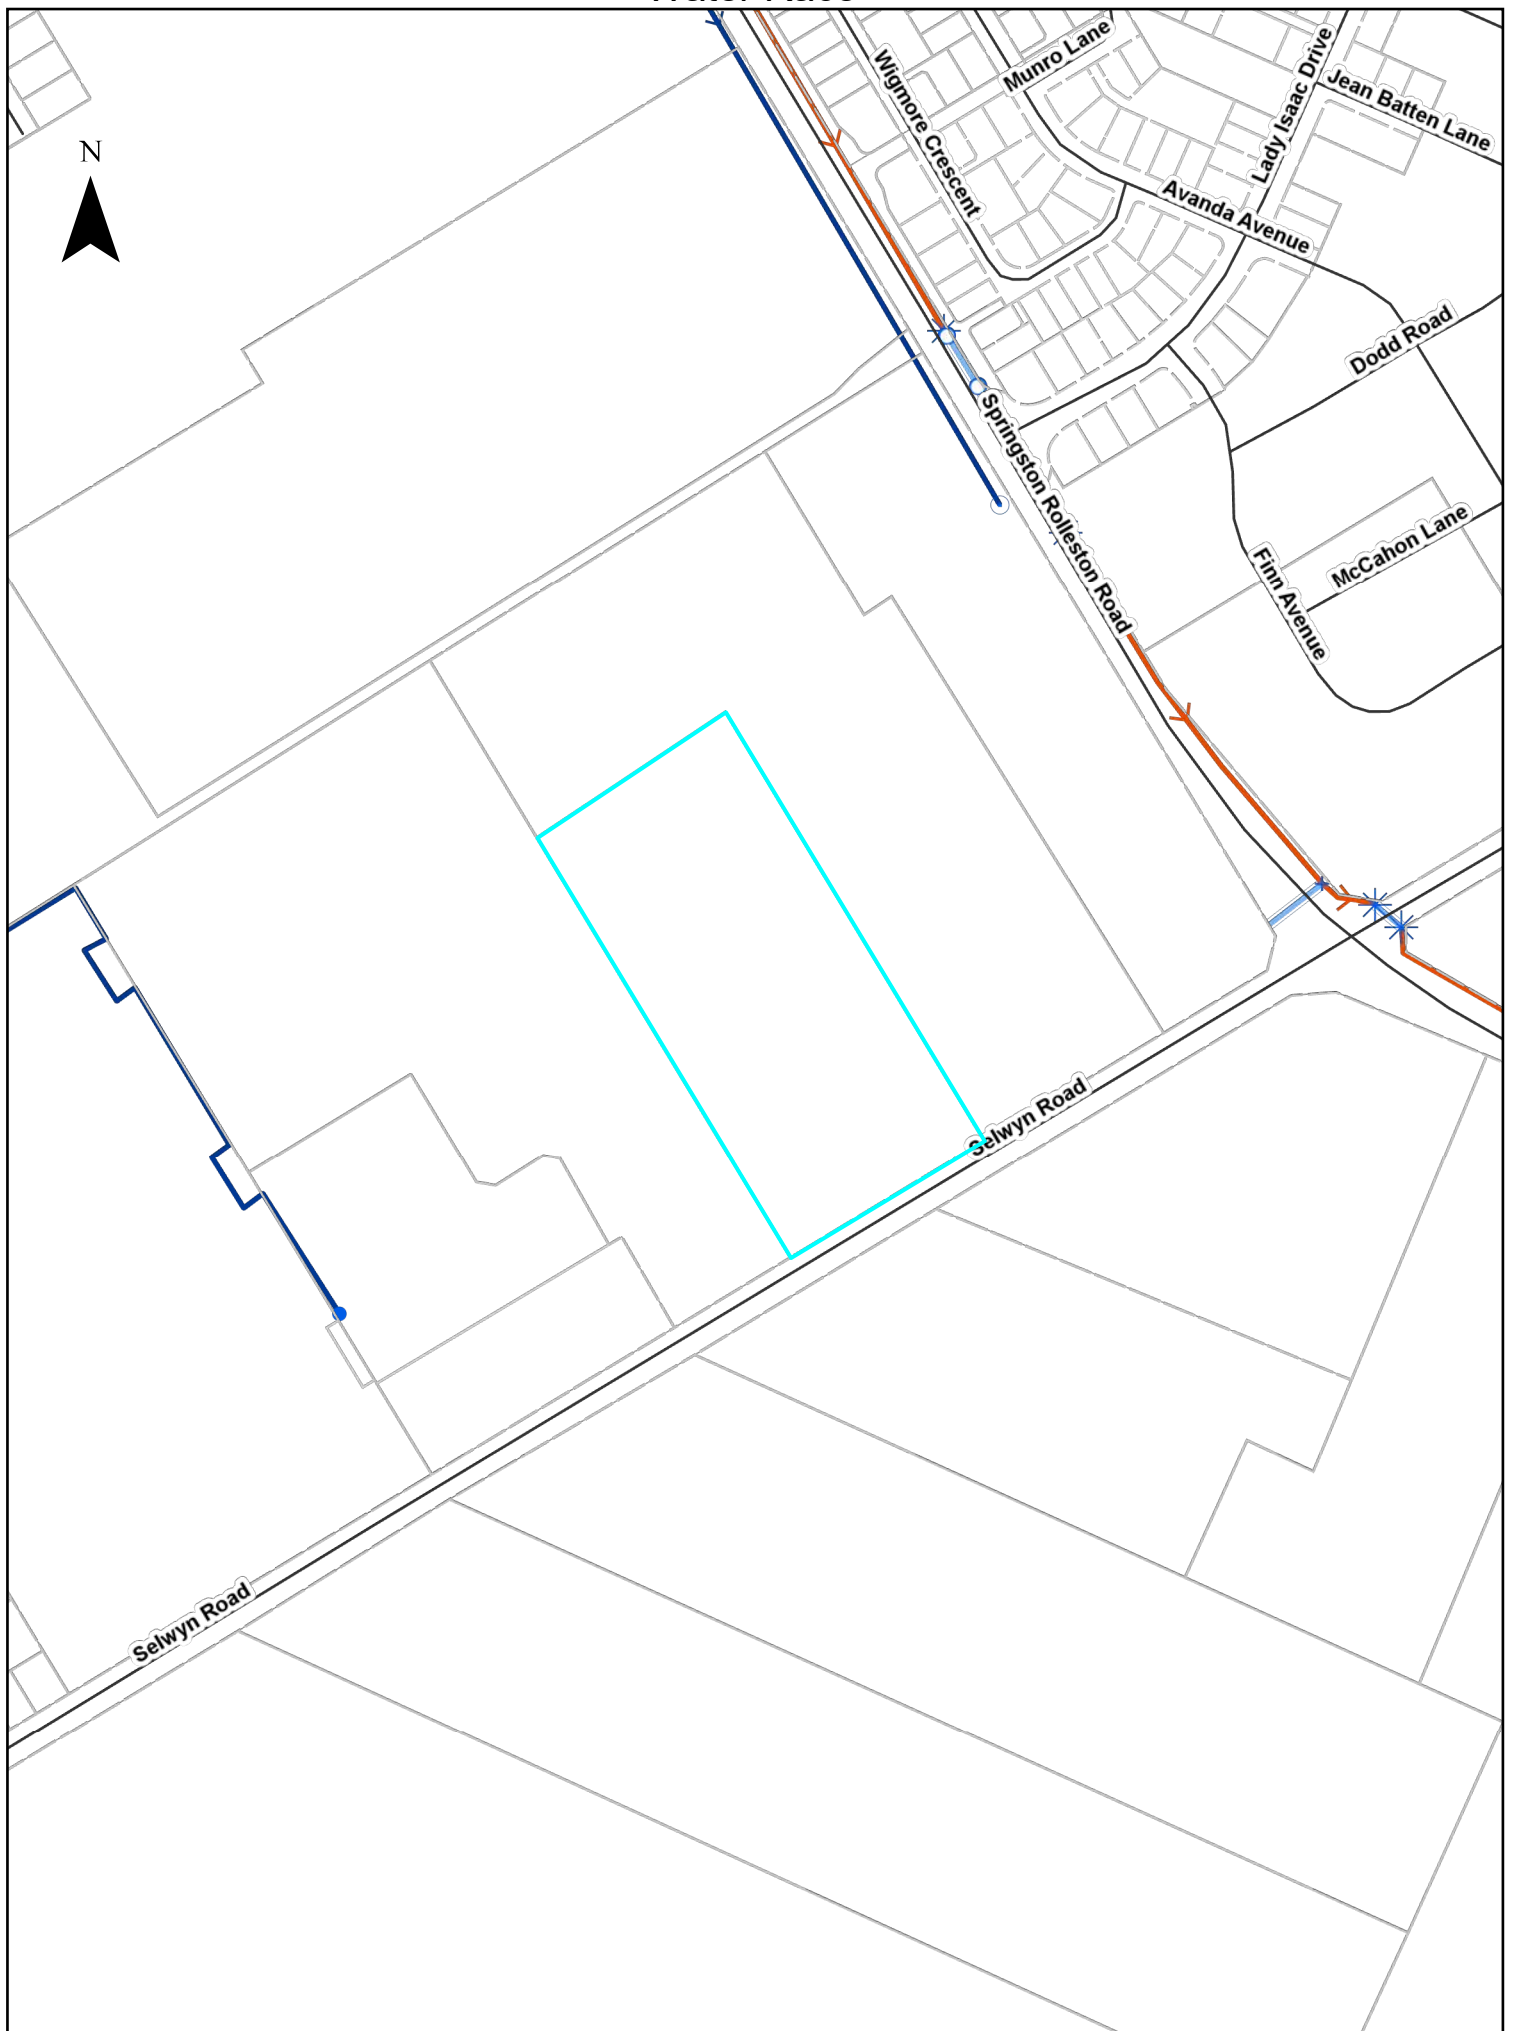 N
Wigmore Crescent
Munro Lane
Lady Isaac Drive
Jean Batten Lane
Avanda Avenue
Dodd Road
Springston Rolleston Road
McCahon Lane
Finn Avenue
Selwyn Road
Selwyn Road